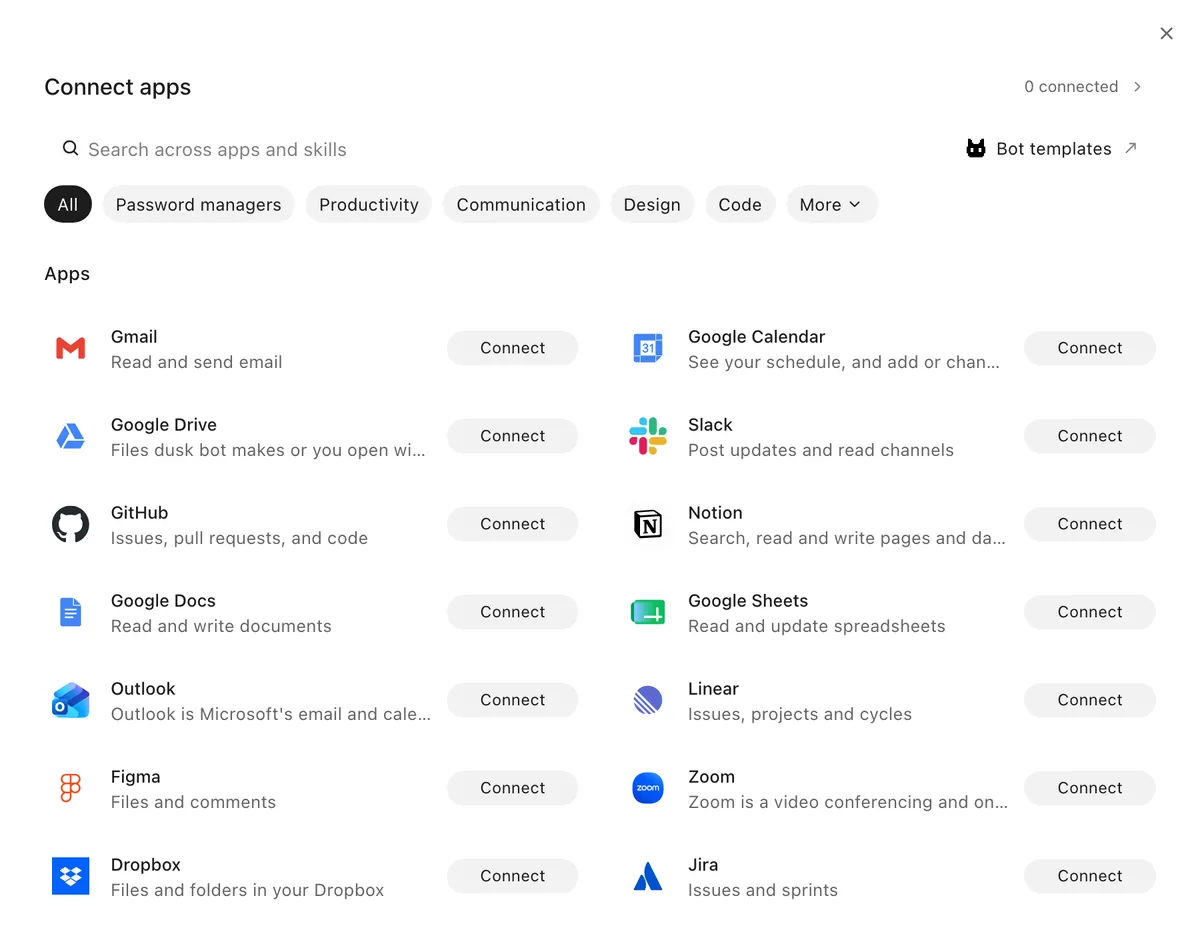 Connect apps
0 connected
Search across apps and skills
Bot templates
All
Password managers
Productivity
Communication
Design
Code
More
Apps
Gmail
Read and send email
Connect
31
Google Calendar
See your schedule, and add or chan...
Connect
Google Drive
Files dusk bot makes or you open wi...
Connect
Slack
Post updates and read channels
Connect
GitHub
Issues, pull requests, and code
Connect
Notion
Search, read and write pages and da...
Connect
Google Docs
Read and write documents
Connect
Google Sheets
Read and update spreadsheets
Connect
Outlook
Outlook is Microsoft's email and cale...
Connect
Linear
Issues, projects and cycles
Connect
Figma
Files and comments
Connect
zoom
Zoom
Zoom is a video conferencing and on...
Connect
Dropbox
Files and folders in your Dropbox
Connect
Jira
Issues and sprints
Connect